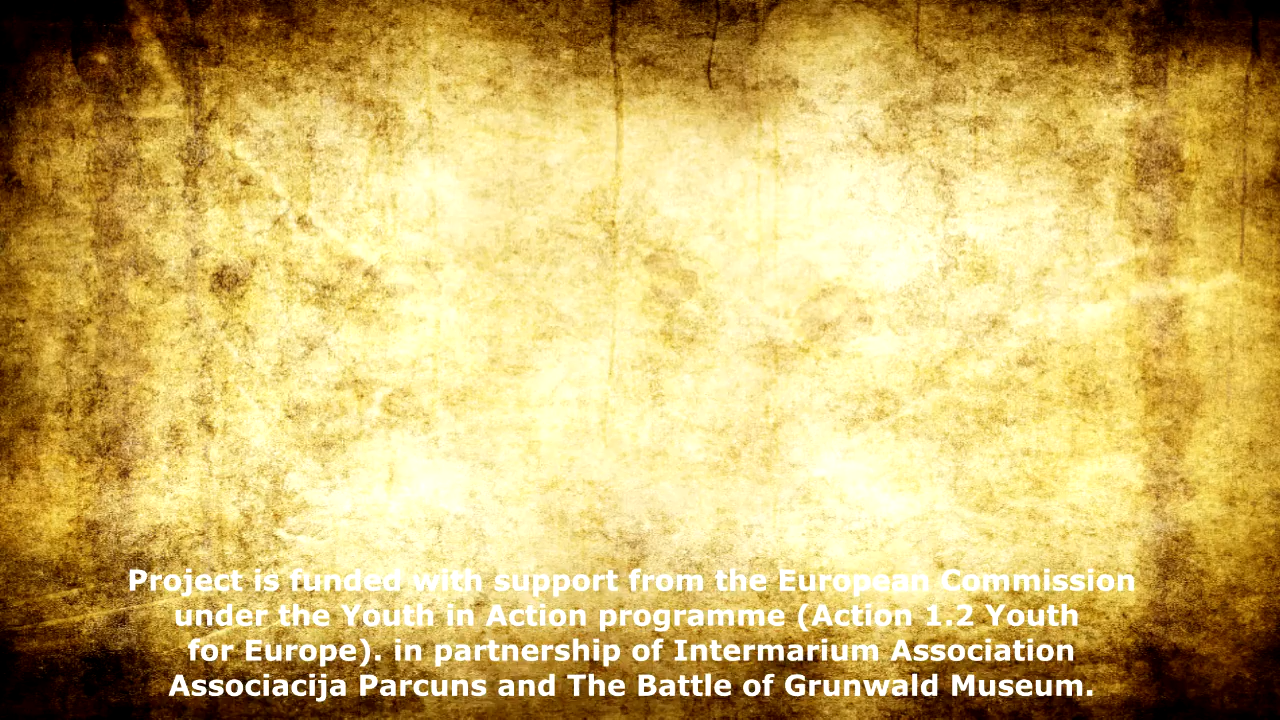 Project is funded with support from the European Commission
under the Youth in Action programme (Action 1.2 Youth
for Europe). in partnership of Intermarium Association
Associacija Parcuns and The Battle of Grunwald Museum.